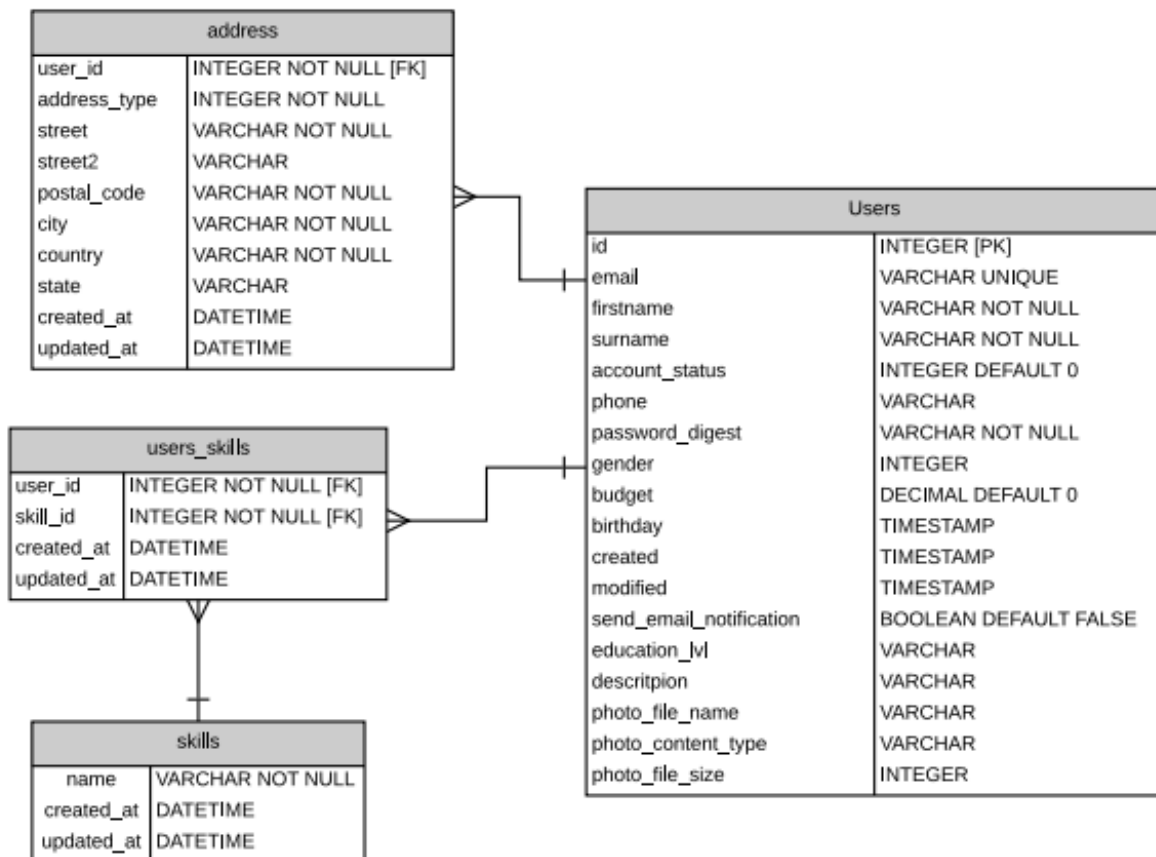 address
user_id INTEGER NOT NULL [FK]
address_type INTEGER NOT NULL
street VARCHAR NOT NULL
street2 VARCHAR
postal_code VARCHAR NOT NULL
city VARCHAR NOT NULL
country VARCHAR NOT NULL
state VARCHAR
created_at DATETIME
updated_at DATETIME
Users
id INTEGER [PK]
email VARCHAR UNIQUE
firstname VARCHAR NOT NULL
surname VARCHAR NOT NULL
account_status INTEGER DEFAULT 0
phone VARCHAR
password_digest VARCHAR NOT NULL
gender INTEGER
budget DECIMAL DEFAULT 0
birthday TIMESTAMP
created TIMESTAMP
modified TIMESTAMP
send_email_notification BOOLEAN DEFAULT FALSE
education_lvl VARCHAR
descritpion VARCHAR
photo_file_name VARCHAR
photo_content_type VARCHAR
photo_file_size INTEGER
users_skills
user_id INTEGER NOT NULL [FK]
skill_id INTEGER NOT NULL [FK]
created_at DATETIME
updated_at DATETIME
skills
name VARCHAR NOT NULL
created_at DATETIME
updated_at DATETIME